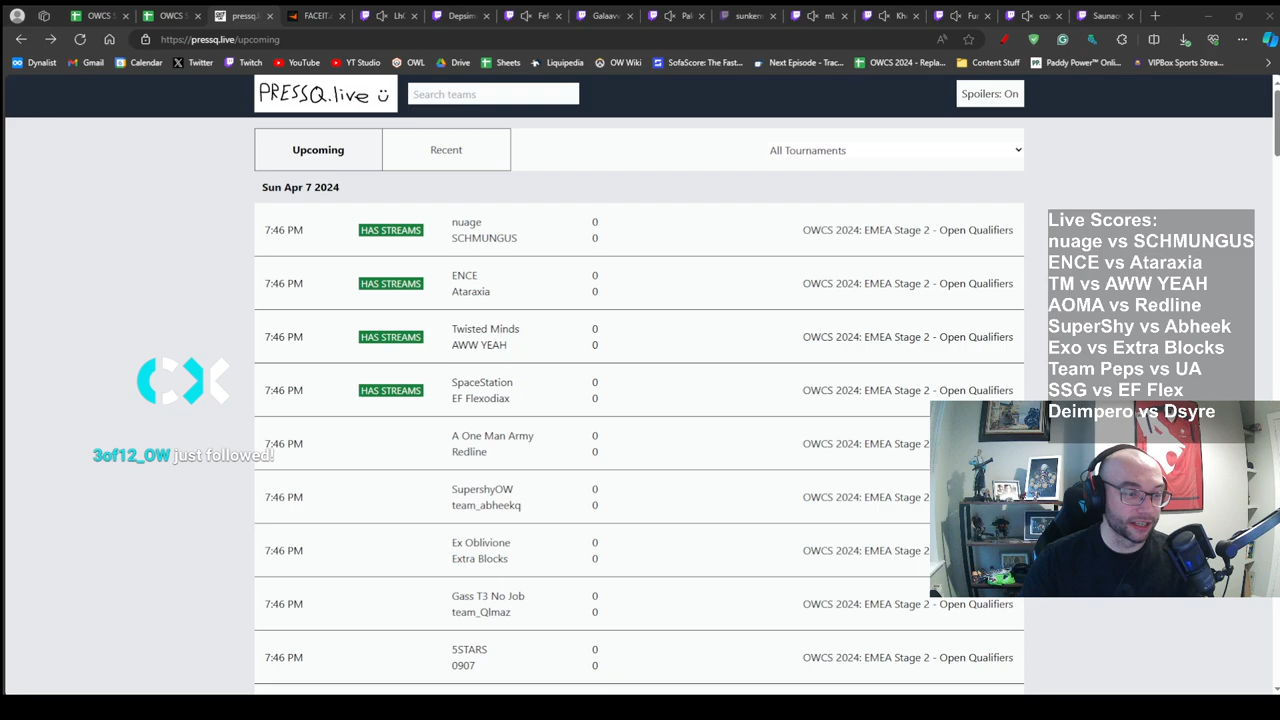 OWCS S
OWCS S
pressq.l
FACEIT.
LhC
Depsim
Fef
Galaav
Pal
sunken
ml.
Kh
Fur
coa
Sauna
https://pressq.live/upcoming
Dynalist
Gmail
Calendar
Twitter
Twitch
YouTube
YT Studio
OWL
Drive
Sheets
Liquipedia
OW Wiki
SofaScore: The Fast...
Next Episode - Trac...
OWCS 2024 - Repla...
Content Stuff
Paddy Power™ Onli...
VIPBox Sports Strea...
PRESSQ.live
Search teams
Spoilers: On
Upcoming
Recent
All Tournaments
Sun Apr 7 2024
7:46 PM
HAS STREAMS
nuage 0
SCHMUNGUS 0
OWCS 2024: EMEA Stage 2 - Open Qualifiers
7:46 PM
HAS STREAMS
ENCE 0
Ataraxia 0
OWCS 2024: EMEA Stage 2 - Open Qualifiers
7:46 PM
HAS STREAMS
Twisted Minds 0
AWW YEAH 0
OWCS 2024: EMEA Stage 2 - Open Qualifiers
7:46 PM
HAS STREAMS
SpaceStation 0
EF Flexodiax 0
OWCS 2024: EMEA Stage 2 - Open Qualifiers
7:46 PM
A One Man Army 0
Redline 0
OWCS 2024: EMEA Stage 2
7:46 PM
SupershyOW 0
team_abheekq 0
OWCS 2024: EMEA Stage 2
7:46 PM
Ex Oblivione 0
Extra Blocks 0
OWCS 2024: EMEA Stage 2
7:46 PM
Gass T3 No Job 0
team_Qlmaz 0
OWCS 2024: EMEA Stage 2 - Open Qualifiers
7:46 PM
5STARS 0
0907 0
OWCS 2024: EMEA Stage 2 - Open Qualifiers
3of12_OW just followed!
Live Scores:
nuage vs SCHMUNGUS
ENCE vs Ataraxia
TM vs AWW YEAH
AOMA vs Redline
SuperShy vs Abheek
Exo vs Extra Blocks
Team Peps vs UA
SSG vs EF Flex
Deimpero vs Dsyre